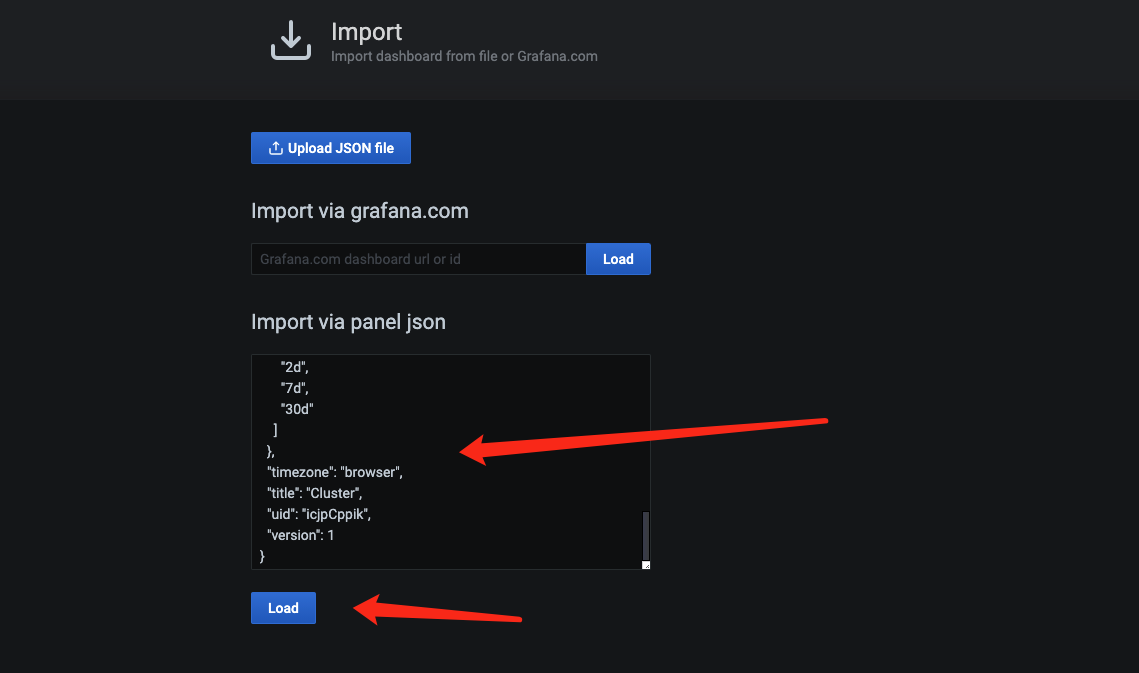 Import
Import dashboard from file or Grafana.com
Upload JSON file
Import via grafana.com
Grafana.com dashboard url or id
Load
Import via panel json
"2d",
"7d",
"30d"
]
},
"timezone": "browser",
"title": "Cluster",
"uid": "icjpCppik",
"version": 1
}
Load